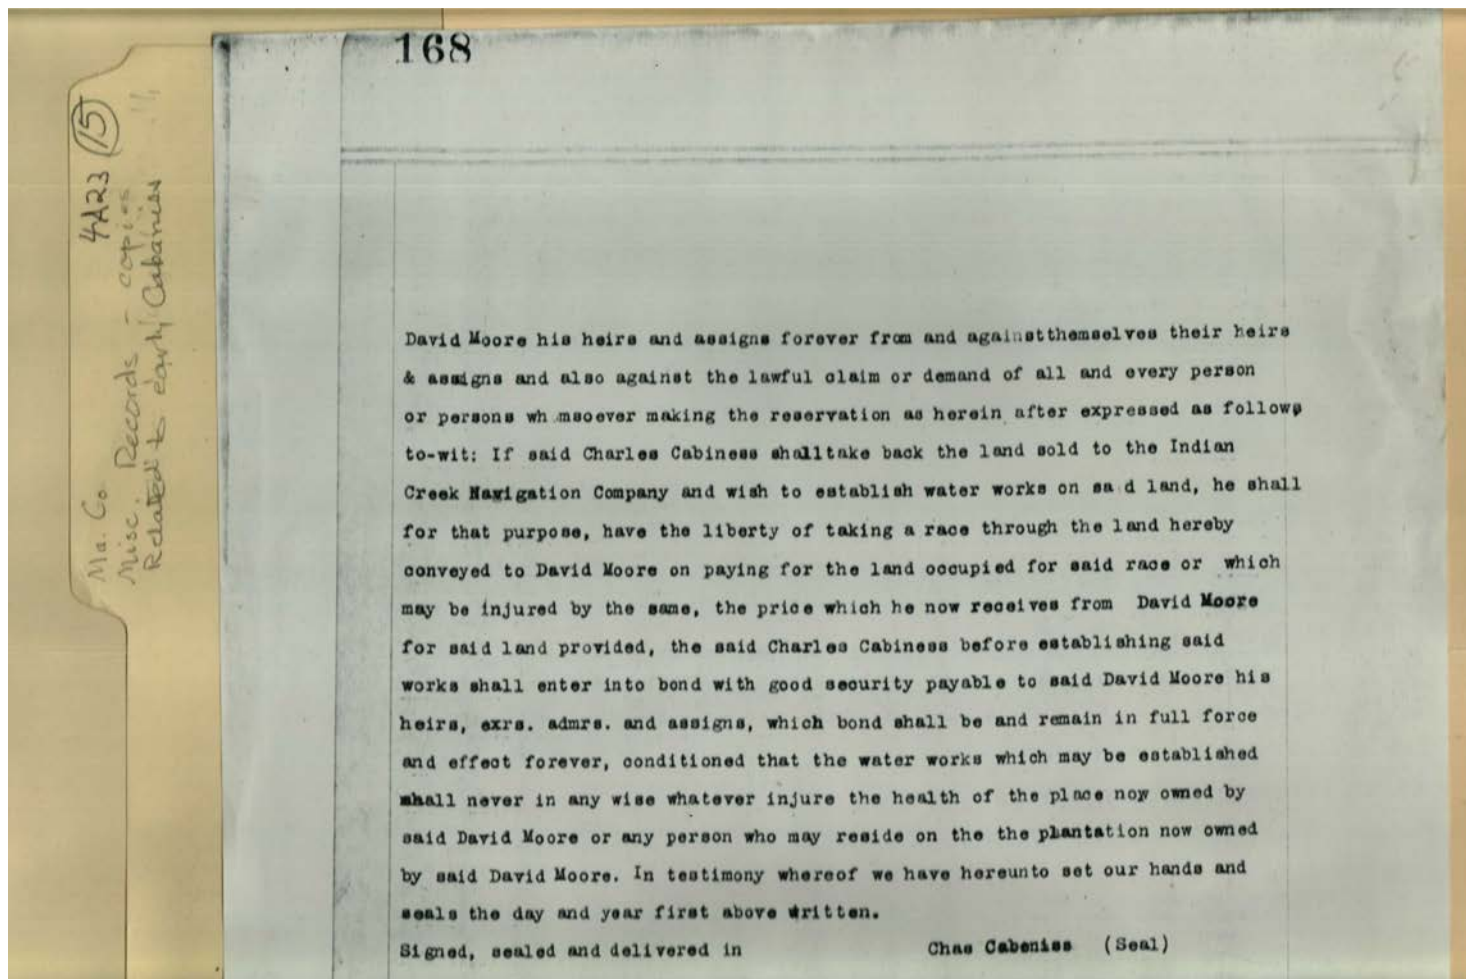 168
4A23 (15)
Ma. Co.
Misc. Records - copies
Related to early Cabaniss
David Moore his heirs and assigns forever from and againstthemselves their heirs
& assigns and also against the lawful claim or demand of all and every person
or persons wh msoever making the reservation as herein after expressed as follows
to-wit: If said Charles Cabiness shalltake back the land sold to the Indian
Creek Navigation Company and wish to establish water works on sa d land, he shall
for that purpose, have the liberty of taking a race through the land hereby
conveyed to David Moore on paying for the land occupied for said race or which
may be injured by the same, the price which he now receives from David Moore
for said land provided, the said Charles Cabiness before establishing said
works shall enter into bond with good security payable to said David Moore his
heirs, exrs. admrs. and assigns, which bond shall be and remain in full force
and effect forever, conditioned that the water works which may be established
shall never in any wise whatever injure the health of the place now owned by
said David Moore or any person who may reside on the the plantation now owned
by said David Moore. In testimony whereof we have hereunto set our hands and
seals the day and year first above written.
Signed, sealed and delivered in Chas Cabeniss (Seal)